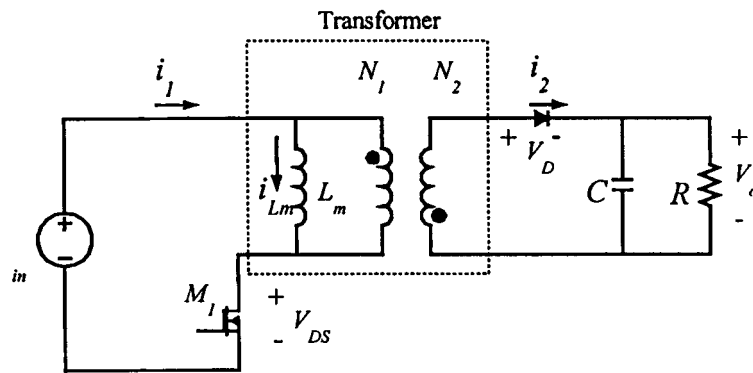 Transformer
i1
N1
N2
i2
iLm
Lm
+ VD -
C
R
+
Vo
-
+
-
in
M1
+
VDS
-